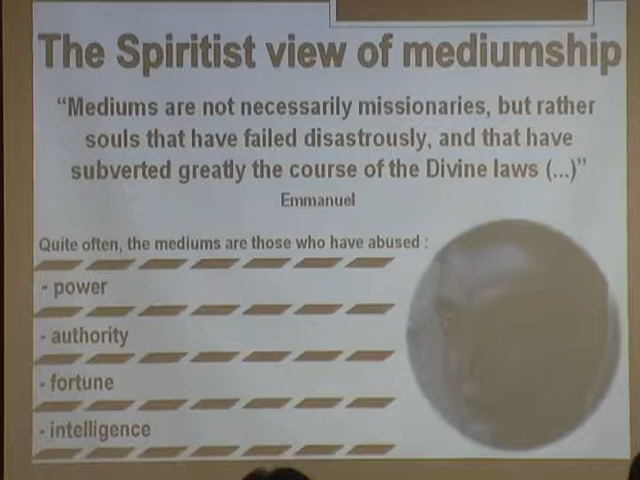 The Spiritist view of mediumship
“Mediums are not necessarily missionaries, but rather
souls that have failed disastrously, and that have
subverted greatly the course of the Divine laws (...)”
Emmanuel
Quite often, the mediums are those who have abused :
- power
- authority
- fortune
- intelligence